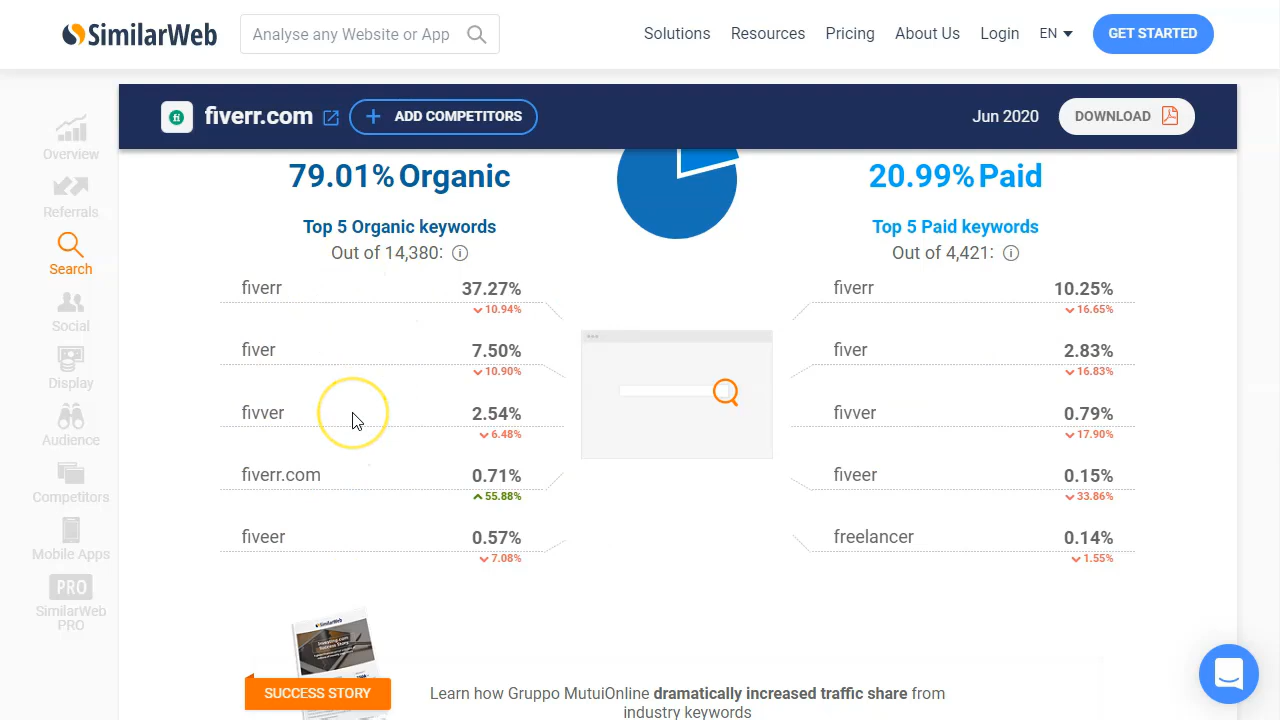 SimilarWeb
Analyse any Website or App
Solutions
Resources
Pricing
About Us
Login
EN
GET STARTED
fiverr.com
ADD COMPETITORS
Jun 2020
DOWNLOAD
Overview
Referrals
Search
Social
Display
Audience
Competitors
Mobile Apps
PRO
SimilarWeb
PRO
79.01% Organic
Top 5 Organic keywords
Out of 14,380:
fiverr 37.27%
10.94%
fiver 7.50%
10.90%
fivver 2.54%
6.48%
fiverr.com 0.71%
55.88%
fiveer 0.57%
7.08%
20.99% Paid
Top 5 Paid keywords
Out of 4,421:
fiverr 10.25%
16.65%
fiver 2.83%
16.83%
fivver 0.79%
17.90%
fiveer 0.15%
33.86%
freelancer 0.14%
1.55%
SimilarWeb
SUCCESS STORY
Learn how Gruppo MutuiOnline dramatically increased traffic share from
industry keywords